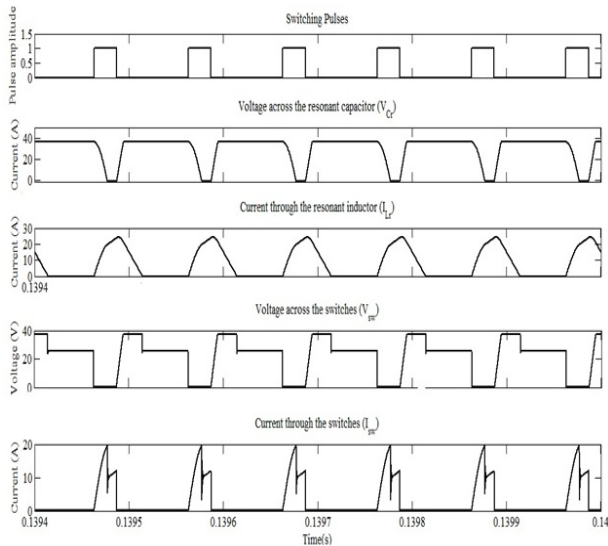 Switching Pulses
Pulse amplitude
1.5
1
0.5
0
Voltage across the resonant capacitor (VCr)
Current (A)
40
20
0
Current through the resonant inductor (ILr)
Current (A)
30
20
10
0
0.1394
Voltage across the switches (Vsw)
Voltage (V)
40
20
0
Current through the switches (Isw)
Current (A)
20
10
0
0.1394 0.1395 0.1396 0.1397 0.1398 0.1399 0.14
Time(s)